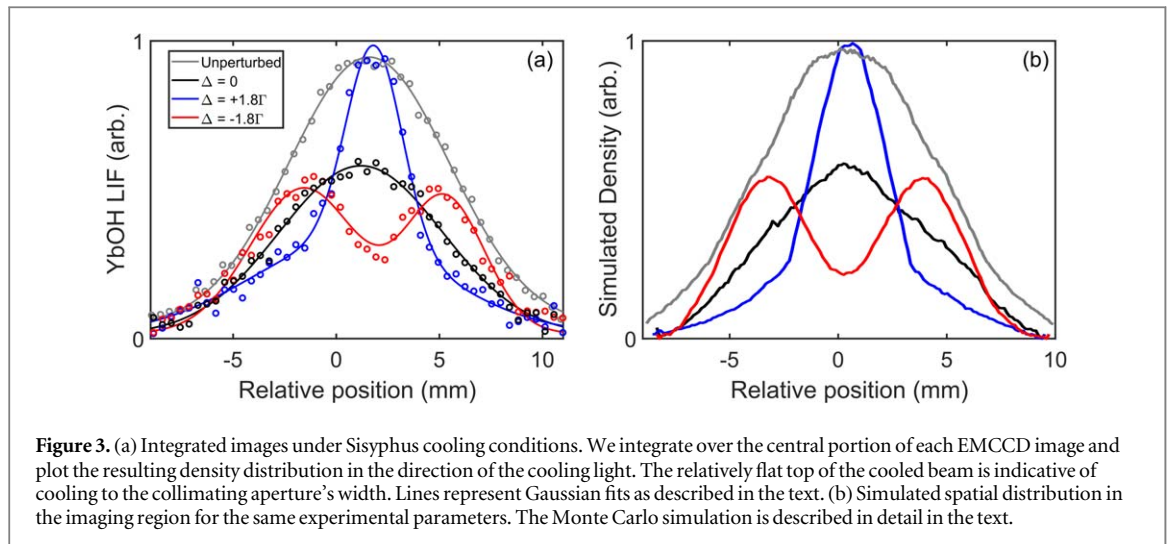 1
(a)
Unperturbed
Δ = 0
Δ = +1.8Γ
Δ = -1.8Γ
YbOH LIF (arb.)
0
-5 0 5 10
Relative position (mm)
1
(b)
Simulated Density (arb.)
0
-5 0 5 10
Relative position (mm)
Figure 3. (a) Integrated images under Sisyphus cooling conditions. We integrate over the central portion of each EMCCD image and
plot the resulting density distribution in the direction of the cooling light. The relatively flat top of the cooled beam is indicative of
cooling to the collimating aperture's width. Lines represent Gaussian fits as described in the text. (b) Simulated spatial distribution in
the imaging region for the same experimental parameters. The Monte Carlo simulation is described in detail in the text.